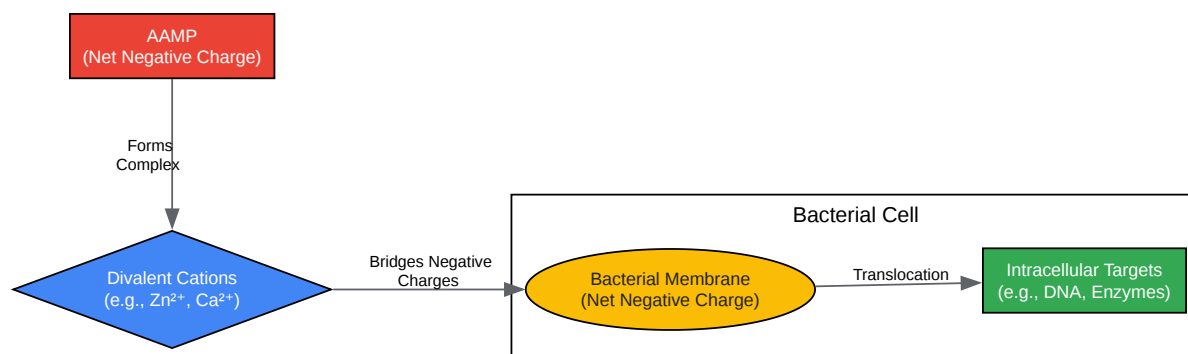 AAMP
(Net Negative Charge)
Forms
Complex
Divalent Cations
(e.g., Zn²⁺, Ca²⁺)
Bridges Negative
Charges
Bacterial Cell
Bacterial Membrane
(Net Negative Charge)
Translocation
Intracellular Targets
(e.g., DNA, Enzymes)